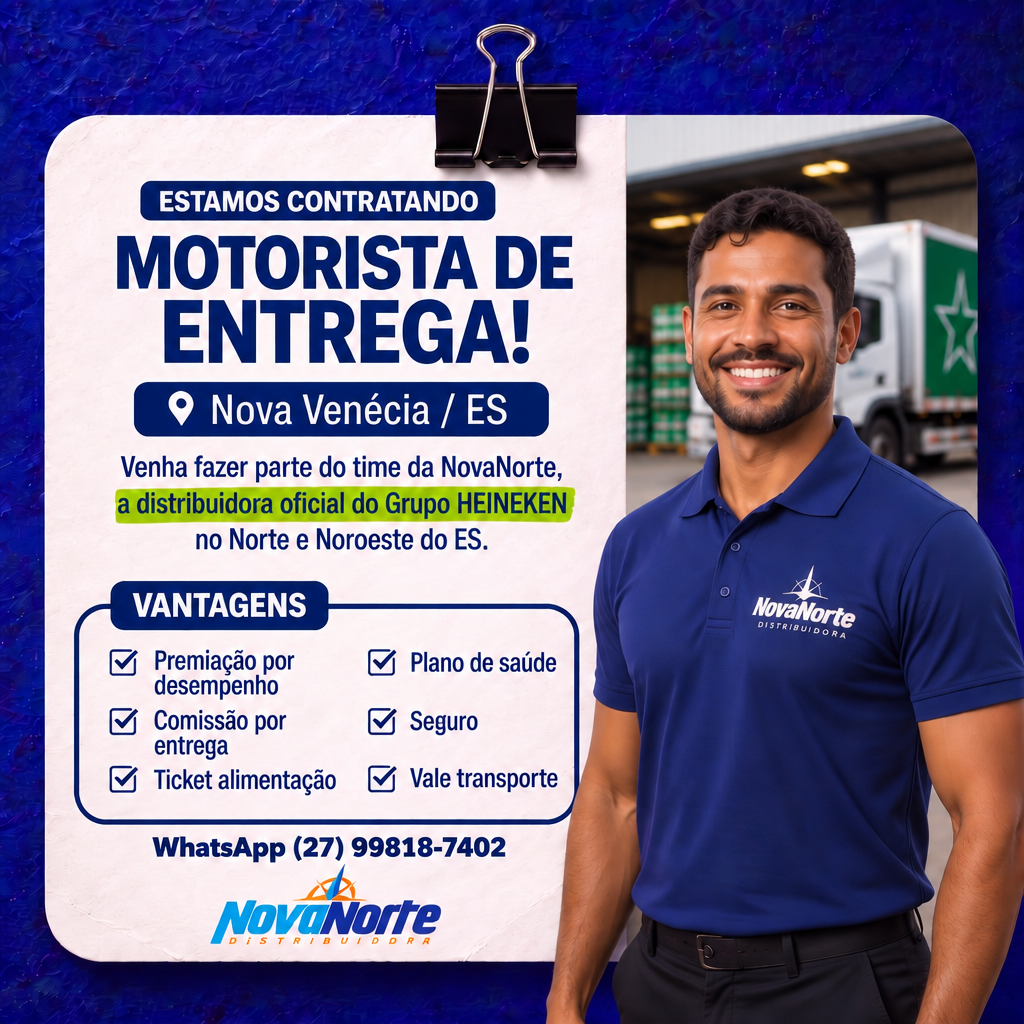 ESTAMOS CONTRATANDO
MOTORISTA DE
ENTREGA!
Nova Venécia / ES
Venha fazer parte do time da NovaNorte,
a distribuidora oficial do Grupo HEINEKEN
no Norte e Noroeste do ES.
VANTAGENS
Premiação por
desempenho
Comissão por
entrega
Ticket alimentação
Plano de saúde
Seguro
Vale transporte
WhatsApp (27) 99818-7402
NovaNorte
DISTRIBUIDORA
NovaNorte
DISTRIBUIDORA